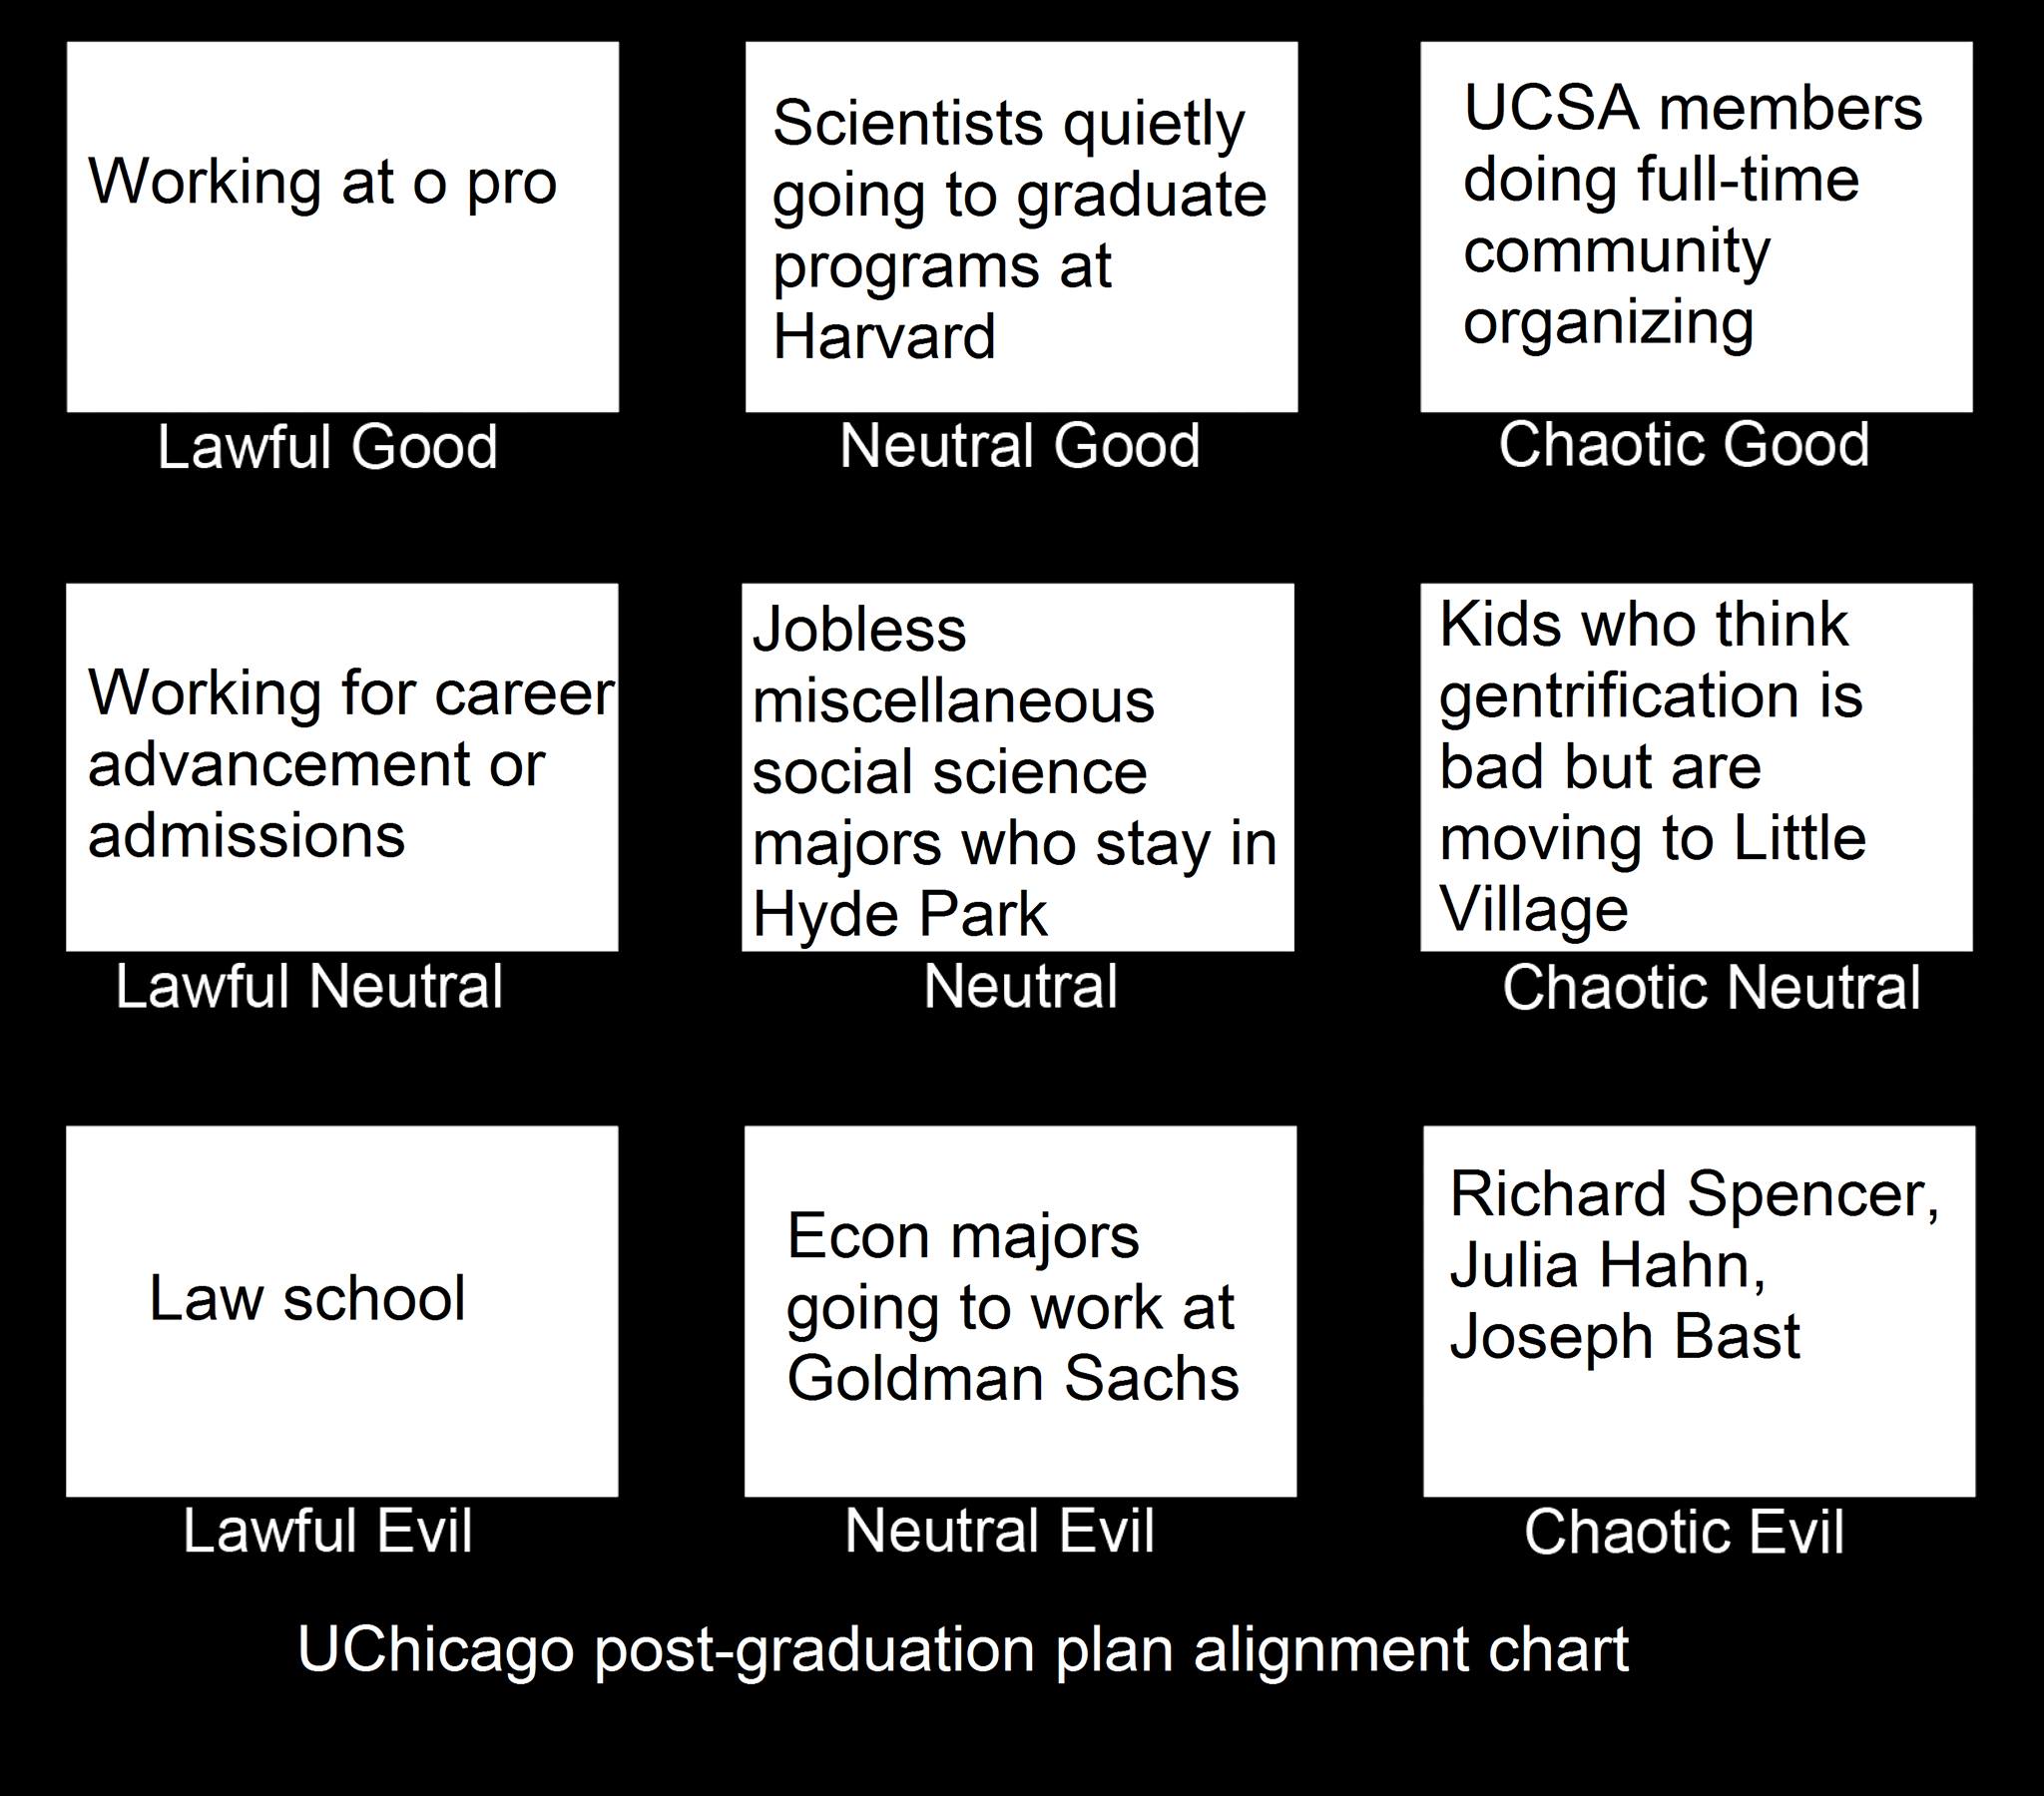 Working at o pro
Scientists quietly
going to graduate
programs at
Harvard
UCSA members
doing full-time
community
organizing
Lawful Good
Neutral Good
Chaotic Good
Working for career
advancement or
admissions
Jobless
miscellaneous
social science
majors who stay in
Hyde Park
Kids who think
gentrification is
bad but are
moving to Little
Village
Lawful Neutral
Neutral
Chaotic Neutral
Law school
Econ majors
going to work at
Goldman Sachs
Richard Spencer,
Julia Hahn,
Joseph Bast
Lawful Evil
Neutral Evil
Chaotic Evil
UChicago post-graduation plan alignment chart